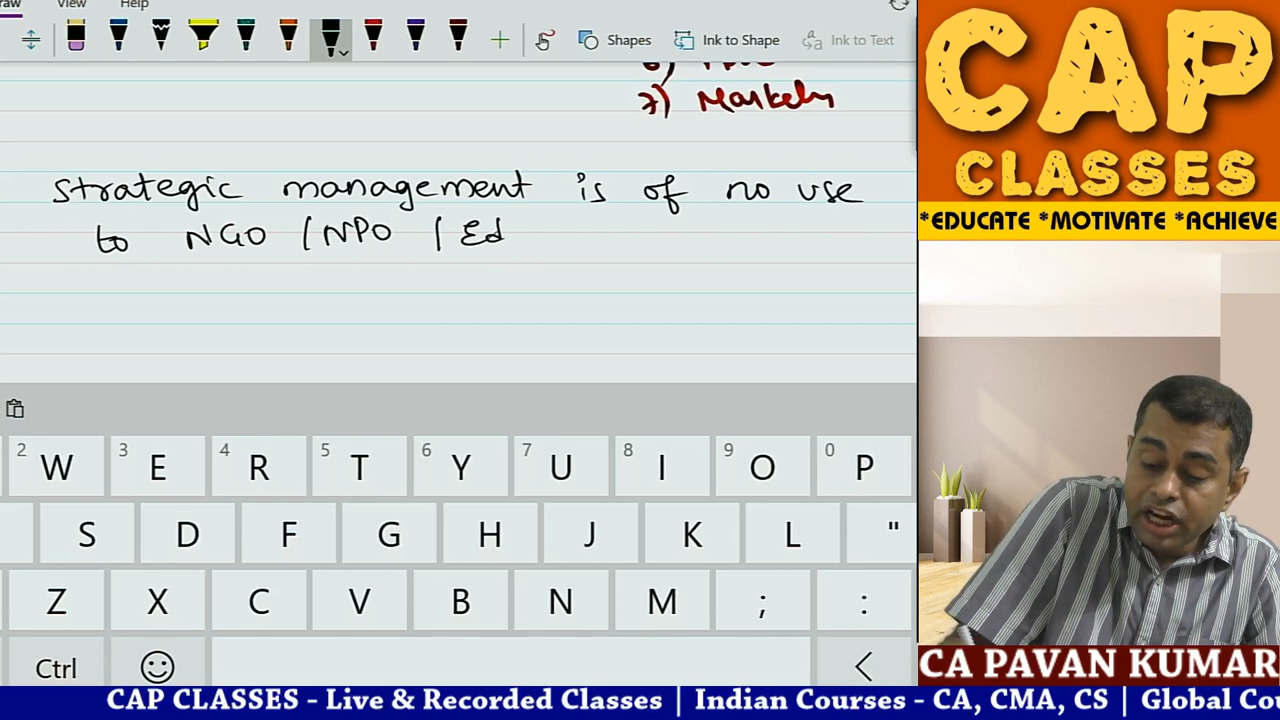 View
Help
Shapes
Ink to Shape
Ink to Text
7) Markets
Strategic management is of no use
to NGO / NPO / Ed
2 W 3 E 4 R 5 T 6 Y 7 U 8 I 9 O 0 P
S D F G H J K L "
Z X C V B N M ; :
Ctrl
CAP
CLASSES
*EDUCATE *MOTIVATE *ACHIEVE
CA PAVAN KUMAR
CAP CLASSES - Live & Recorded Classes | Indian Courses - CA, CMA, CS | Global